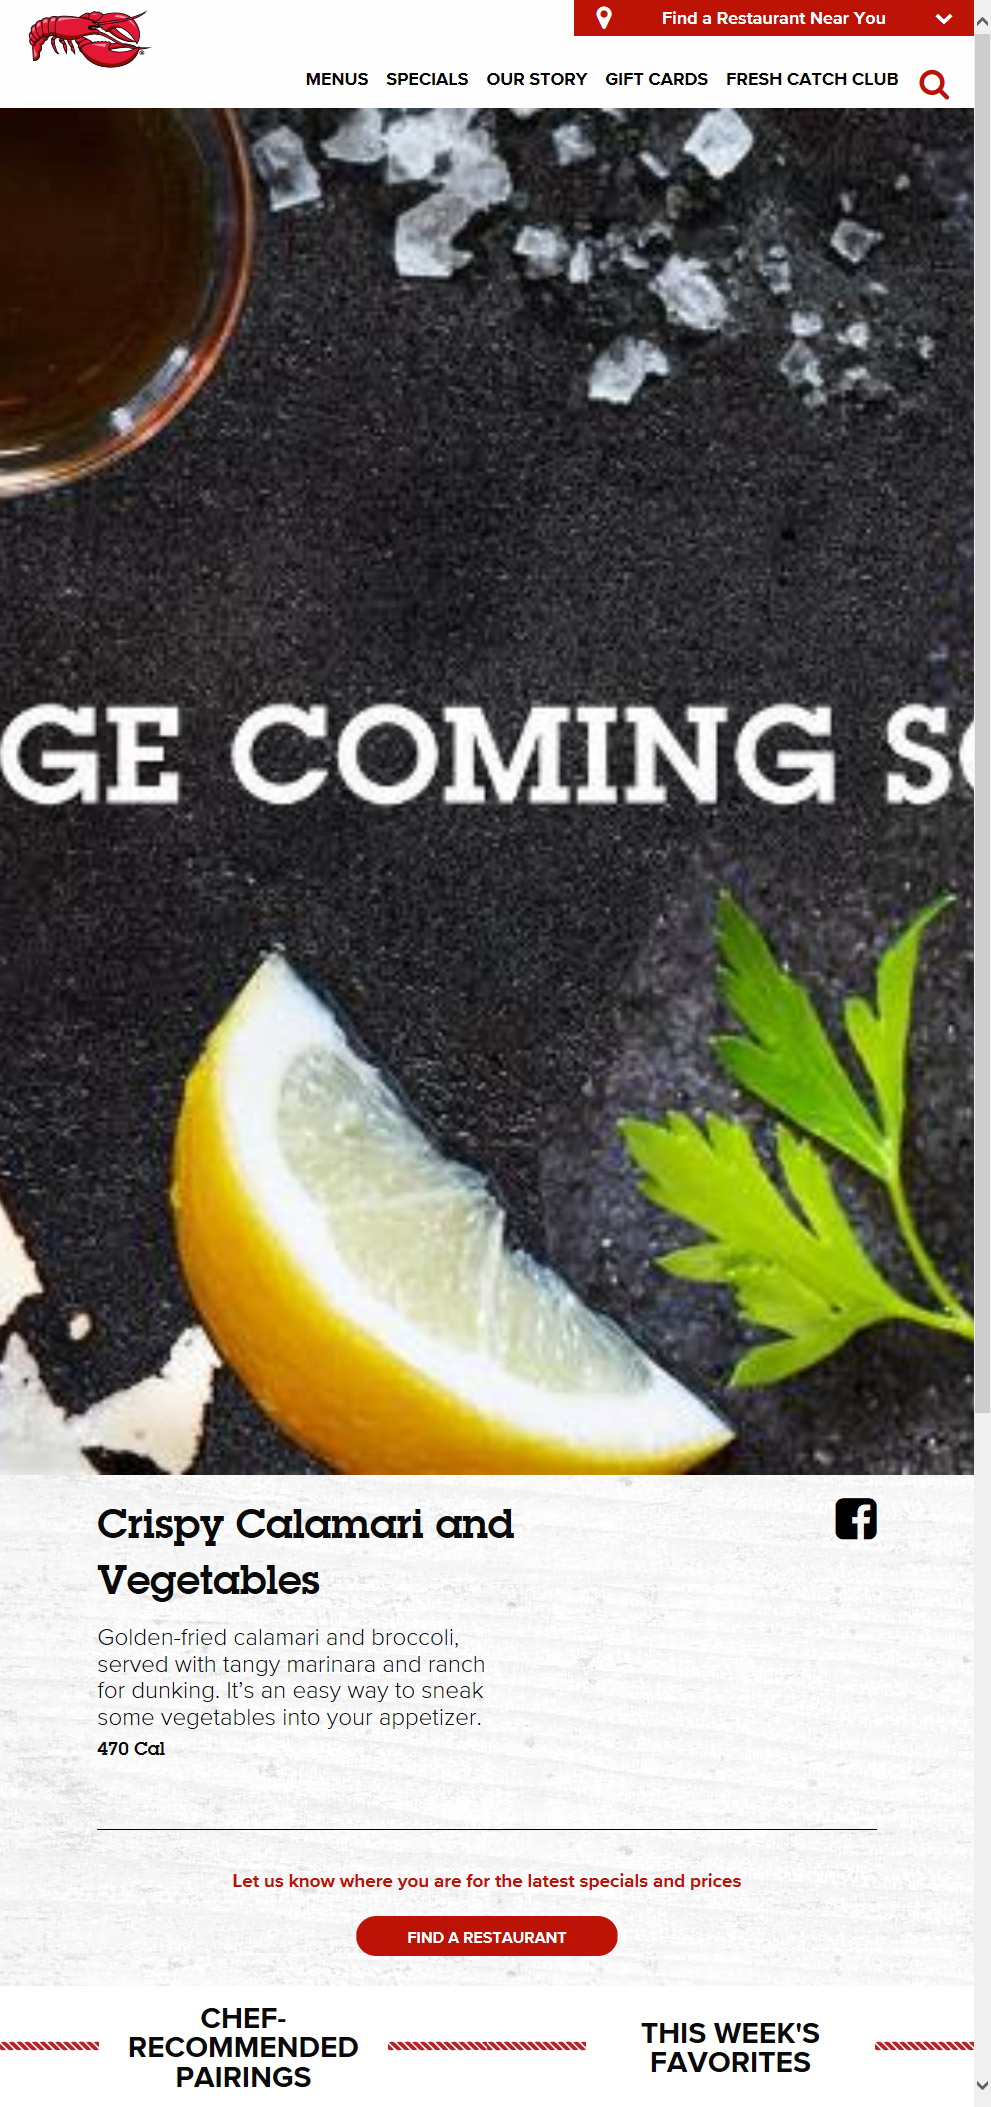 Find a Restaurant Near You
MENUS SPECIALS OUR STORY GIFT CARDS FRESH CATCH CLUB
GE COMING S
Crispy Calamari and
Vegetables
Golden-fried calamari and broccoli,
served with tangy marinara and ranch
for dunking. It's an easy way to sneak
some vegetables into your appetizer.
470 Cal
Let us know where you are for the latest specials and prices
FIND A RESTAURANT
CHEF-
RECOMMENDED
PAIRINGS
THIS WEEK'S
FAVORITES